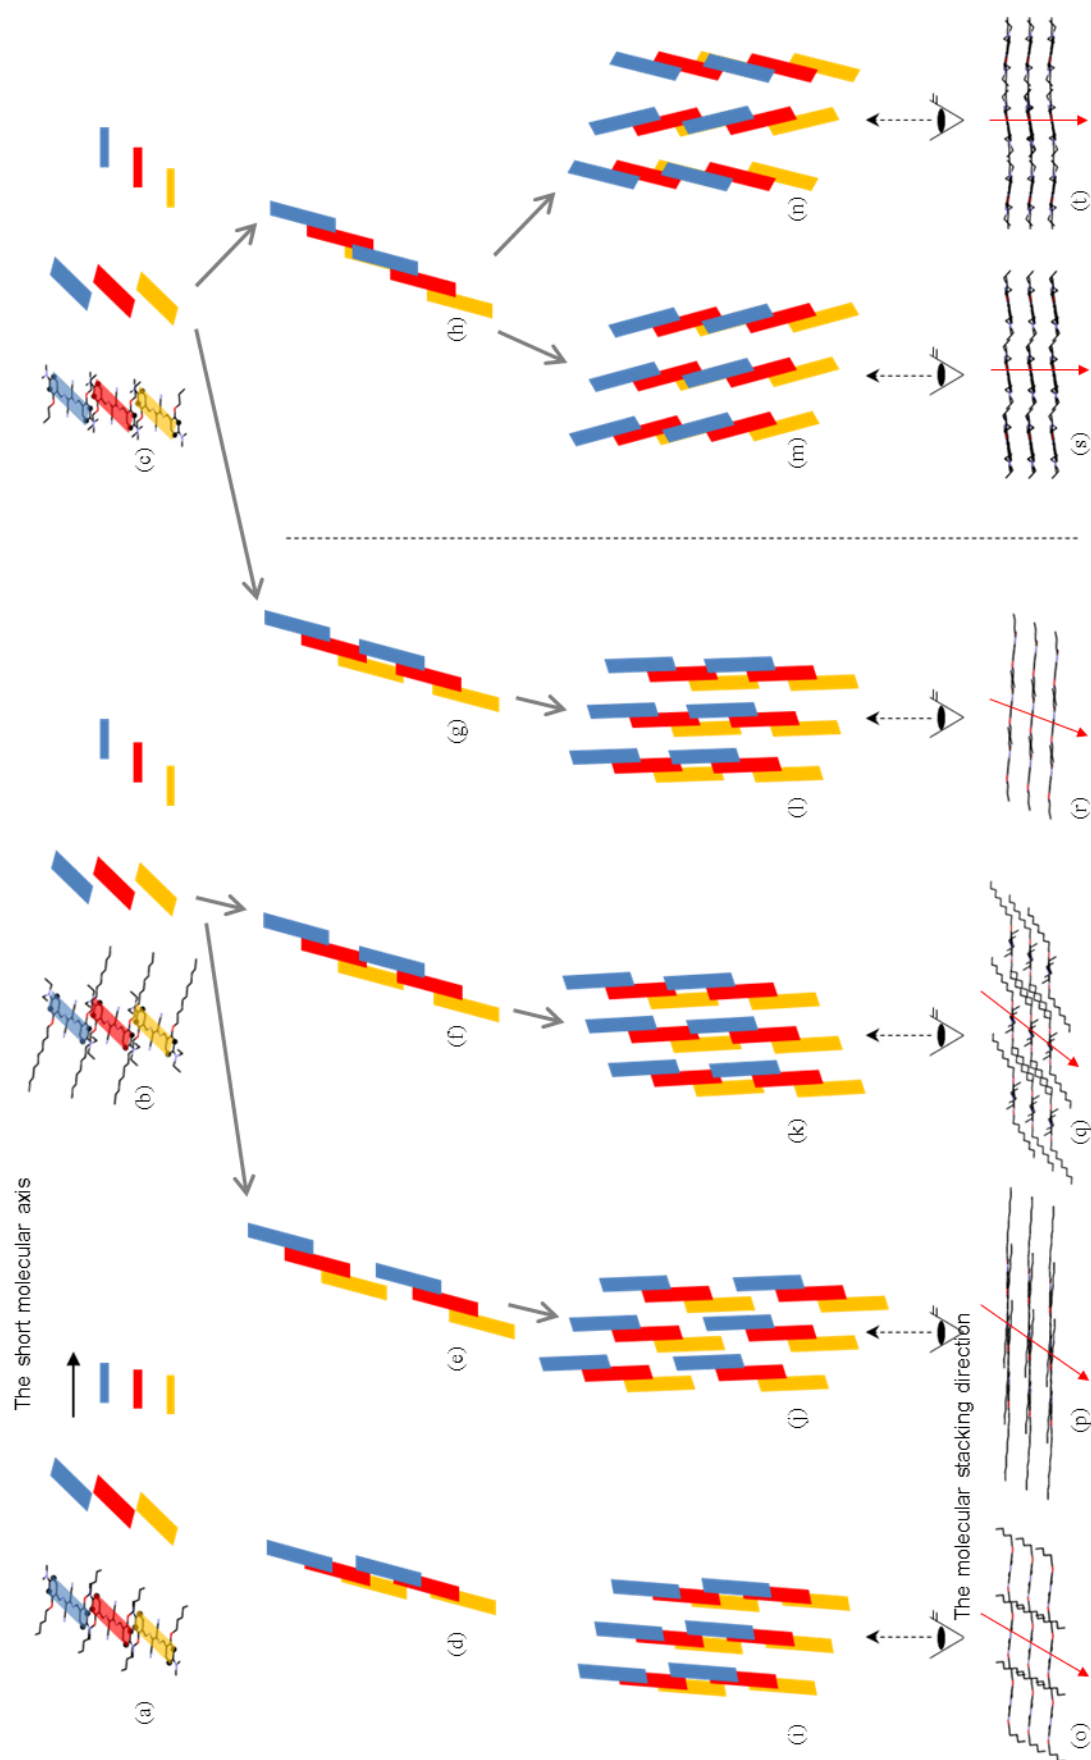 The short molecular axis
(a)
(b)
(c)
(d)
(e)
(f)
(g)
(h)
(i)
(j)
(k)
(l)
(m)
(n)
The molecular stacking direction
(o)
(p)
(q)
(r)
(s)
(t)